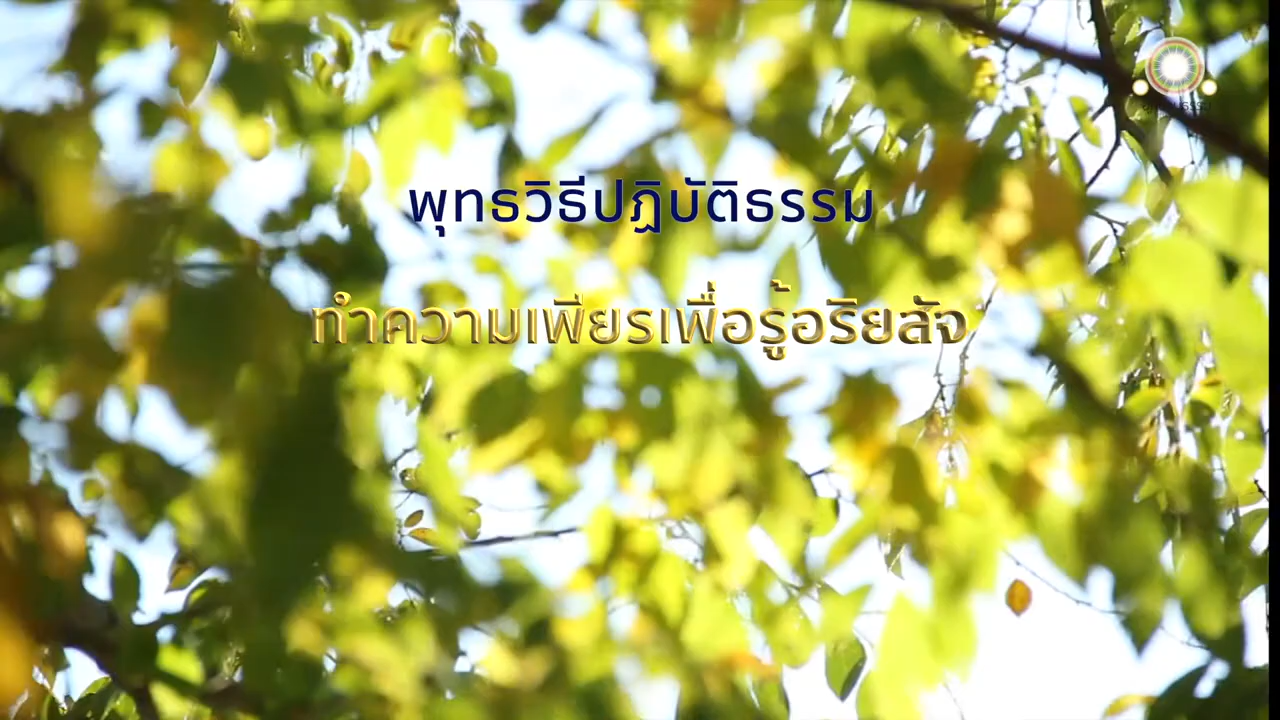 พุทธวิธีปฏิบัติธรรม
ทำความเพียรเพื่อรู้อริยสัจ